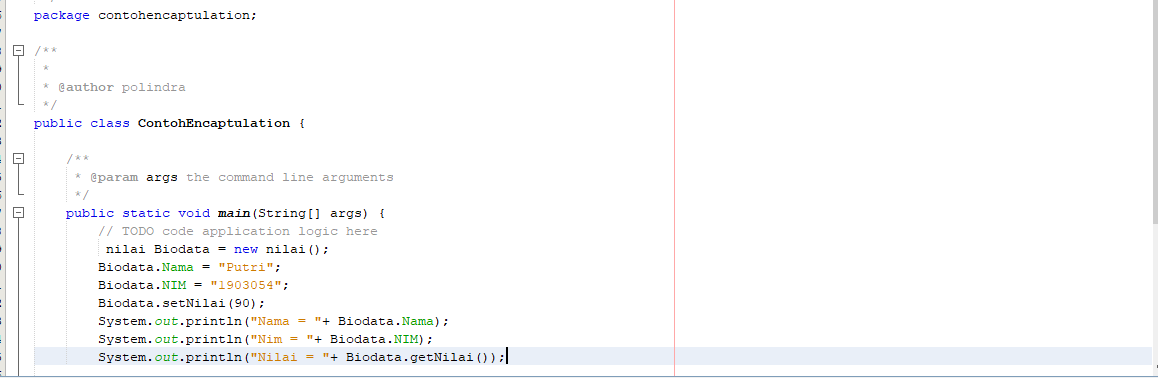 package contohencaptulation;
/**
*
* @author polindra
*/
public class ContohEncaptulation {
/**
* @param args the command line arguments
*/
public static void main(String[] args) {
// TODO code application logic here
nilai Biodata = new nilai();
Biodata.Nama = "Putri";
Biodata.NIM = "1903054";
Biodata.setNilai(90);
System.out.println("Nama = "+ Biodata.Nama);
System.out.println("Nim = "+ Biodata.NIM);
System.out.println("Nilai = "+ Biodata.getNilai());